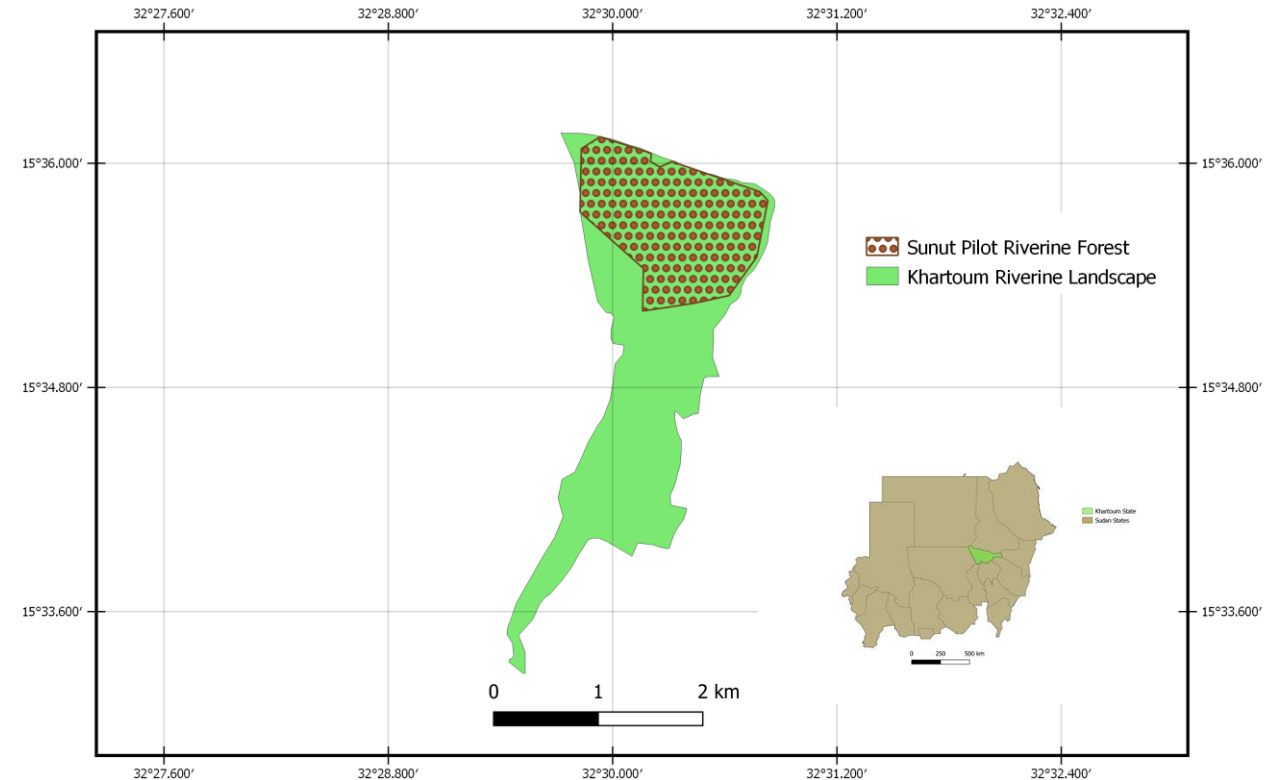 32°27.600′ 32°28.800′ 32°30.000′ 32°31.200′ 32°32.400′
15°36.000′ 15°36.000′
Sunut Pilot Riverine Forest
Khartoum Riverine Landscape
15°34.800′ 15°34.800′
Khartoum State
Sudan States
15°33.600′ 15°33.600′
0 250 500 km
0 1 2 km
32°27.600′ 32°28.800′ 32°30.000′ 32°31.200′ 32°32.400′